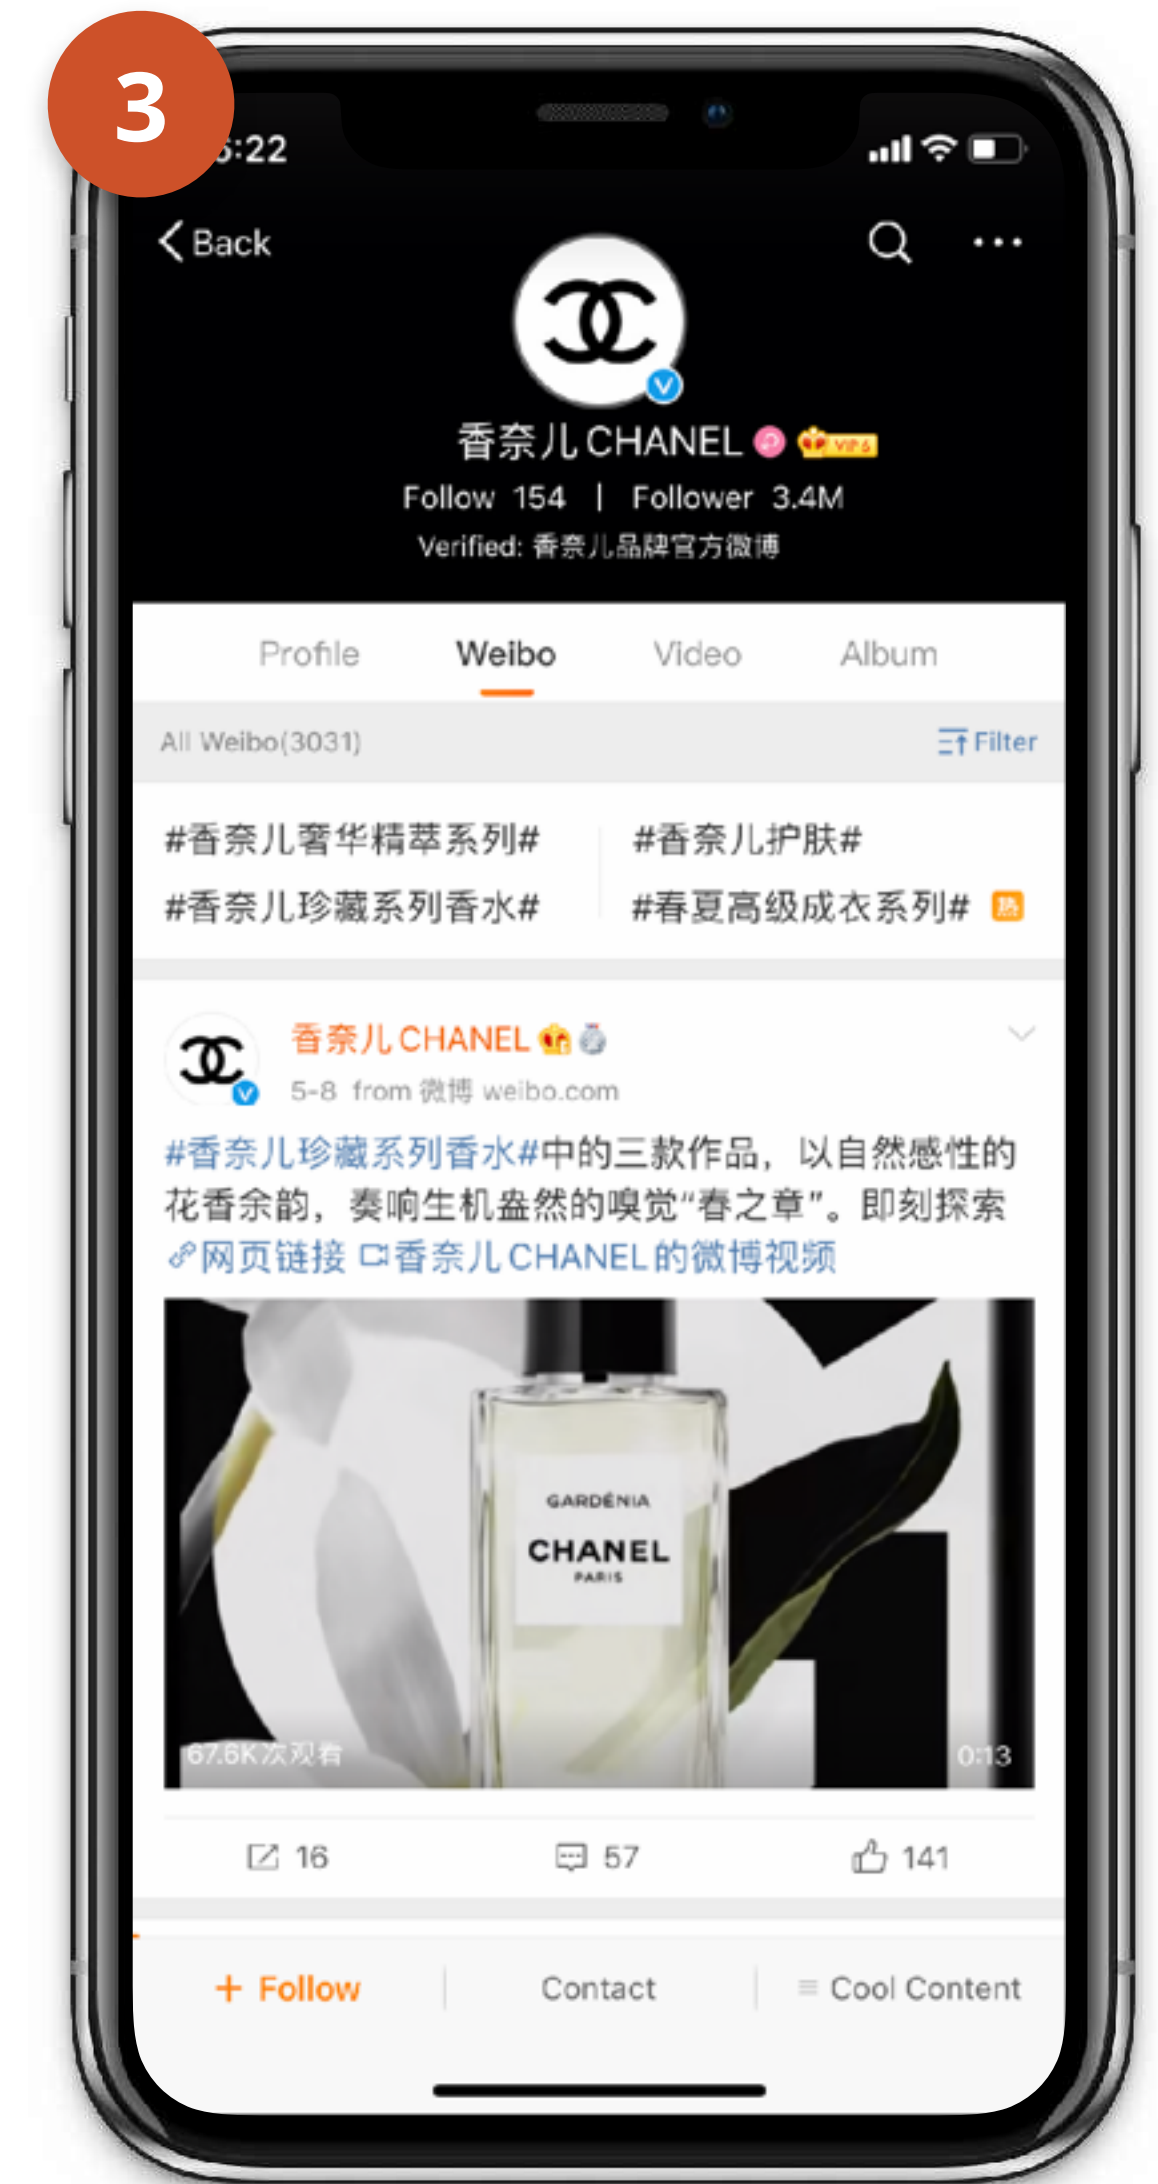 3
6:22
Back
香奈儿CHANEL VIP 6
Follow 154 | Follower 3.4M
Verified: 香奈儿品牌官方微博
Profile Weibo Video Album
All Weibo(3031) Filter
#香奈儿奢华精萃系列# #香奈儿护肤#
#香奈儿珍藏系列香水# #春夏高级成衣系列# 热
香奈儿CHANEL
5-8 from 微博 weibo.com
#香奈儿珍藏系列香水#中的三款作品，以自然感性的
花香余韵，奏响生机盎然的嗅觉“春之章”。即刻探索
网页链接 香奈儿CHANEL的微博视频
GARDÉNIA
CHANEL
PARIS
67.6K次观看 0:13
16 57 141
+ Follow Contact Cool Content